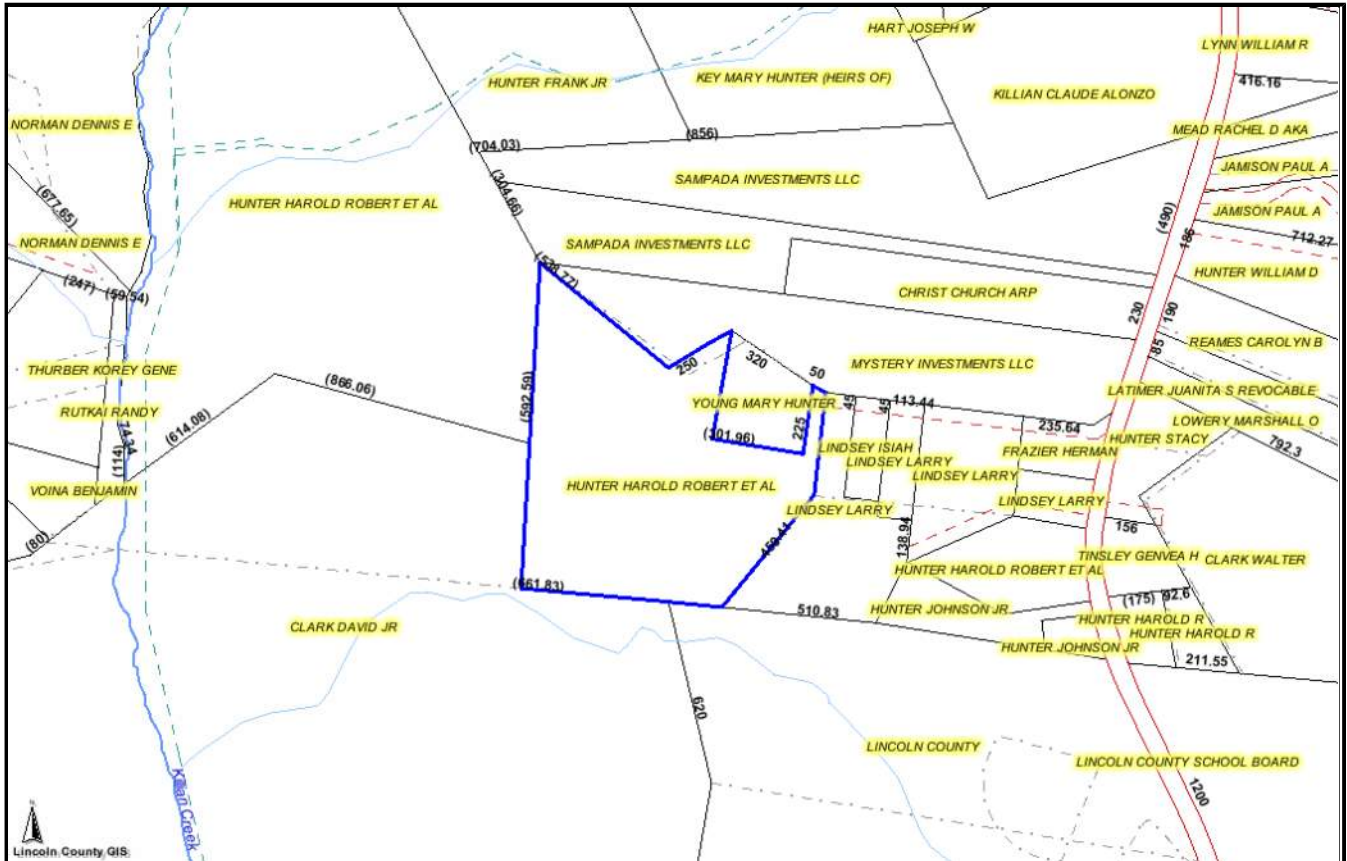 HART JOSEPH W
LYNN WILLIAM R
HUNTER FRANK JR
KEY MARY HUNTER (HEIRS OF)
416.16
KILLIAN CLAUDE ALONZO
NORMAN DENNIS E
MEAD RACHEL D AKA
(856)
(704.03)
JAMISON PAUL A
(304.66)
SAMPADA INVESTMENTS LLC
(677.65)
HUNTER HAROLD ROBERT ET AL
JAMISON PAUL A
(490)
186
712.27
NORMAN DENNIS E
SAMPADA INVESTMENTS LLC
(538.77)
HUNTER WILLIAM D
(247)
(59.54)
CHRIST CHURCH ARP
230
190
REAMES CAROLYN B
85
320
250
MYSTERY INVESTMENTS LLC
THURBER KOREY GENE
50
(866.06)
LATIMER JUANITA S REVOCABLE
(592.59)
YOUNG MARY HUNTER
45
45
113.44
RUTKAI RANDY
LOWERY MARSHALL O
(614.08)
225
235.64
(301.96)
HUNTER STACY
LINDSEY ISIAH
FRAZIER HERMAN
792.3
(114)
LINDSEY LARRY
LINDSEY LARRY
HUNTER HAROLD ROBERT ET AL
VOINA BENJAMIN
LINDSEY LARRY
LINDSEY LARRY
156
(80)
459.41
138.94
TINSLEY GENVEA H
CLARK WALTER
HUNTER HAROLD ROBERT ET AL
(661.83)
(175)
92.6
510.83
HUNTER JOHNSON JR
HUNTER HAROLD R
CLARK DAVID JR
HUNTER HAROLD R
HUNTER JOHNSON JR
211.55
620
LINCOLN COUNTY
LINCOLN COUNTY SCHOOL BOARD
Killian Creek
1200
N
Lincoln County GIS